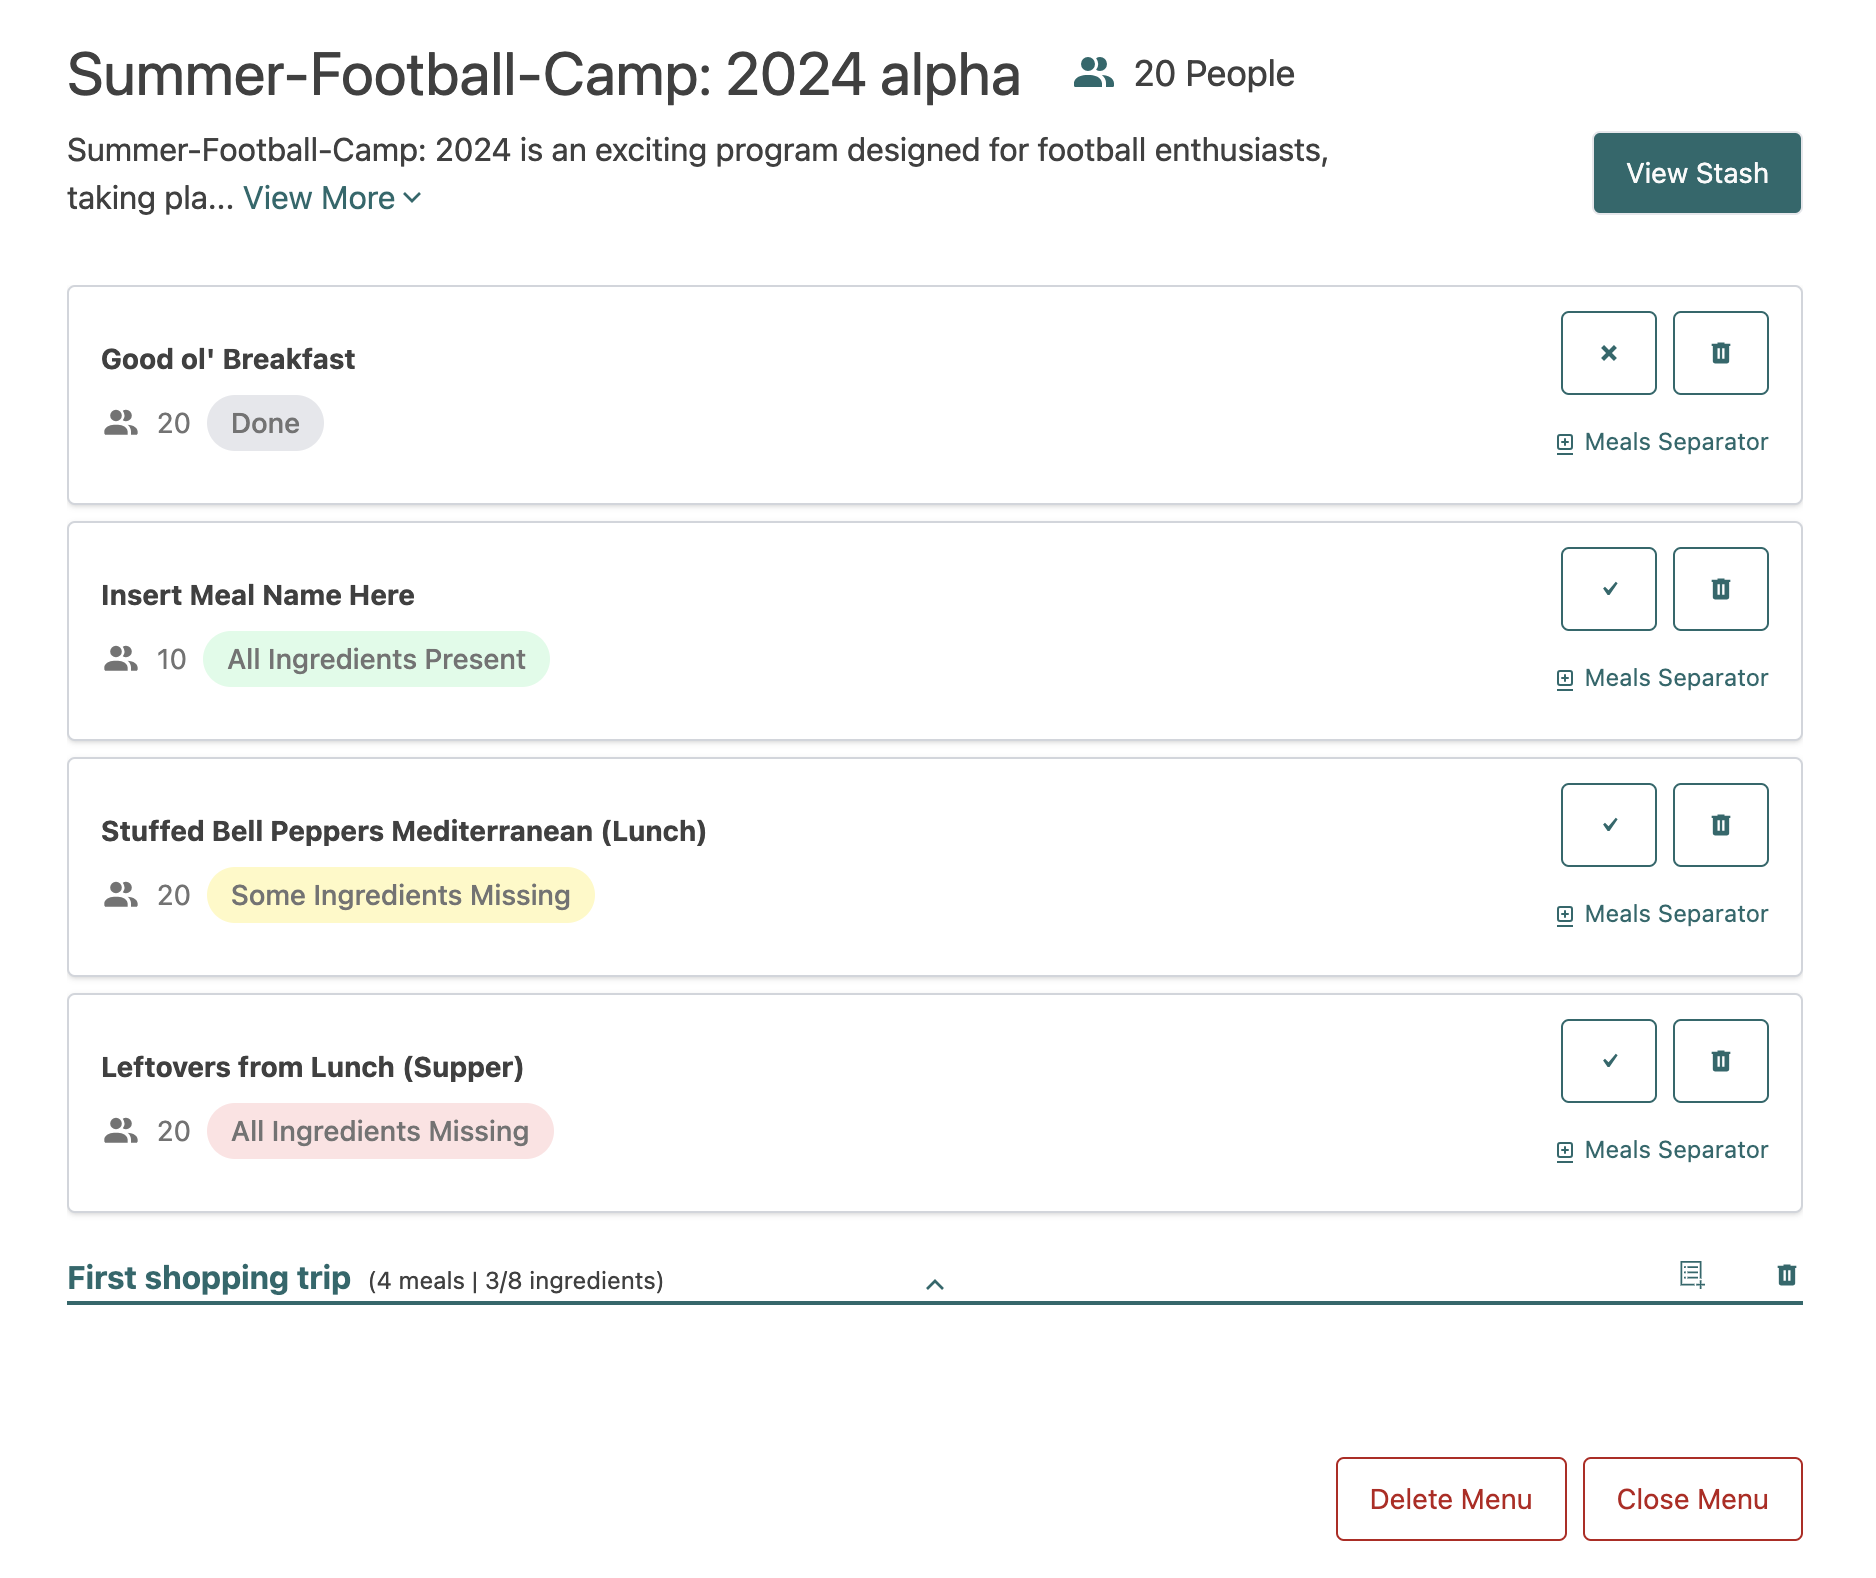 Summer-Football-Camp: 2024 alpha
20 People
Summer-Football-Camp: 2024 is an exciting program designed for football enthusiasts,
taking pla... View More
View Stash
Good ol' Breakfast
20 Done
Meals Separator
Insert Meal Name Here
10 All Ingredients Present
Meals Separator
Stuffed Bell Peppers Mediterranean (Lunch)
20 Some Ingredients Missing
Meals Separator
Leftovers from Lunch (Supper)
20 All Ingredients Missing
Meals Separator
First shopping trip (4 meals | 3/8 ingredients)
Delete Menu
Close Menu